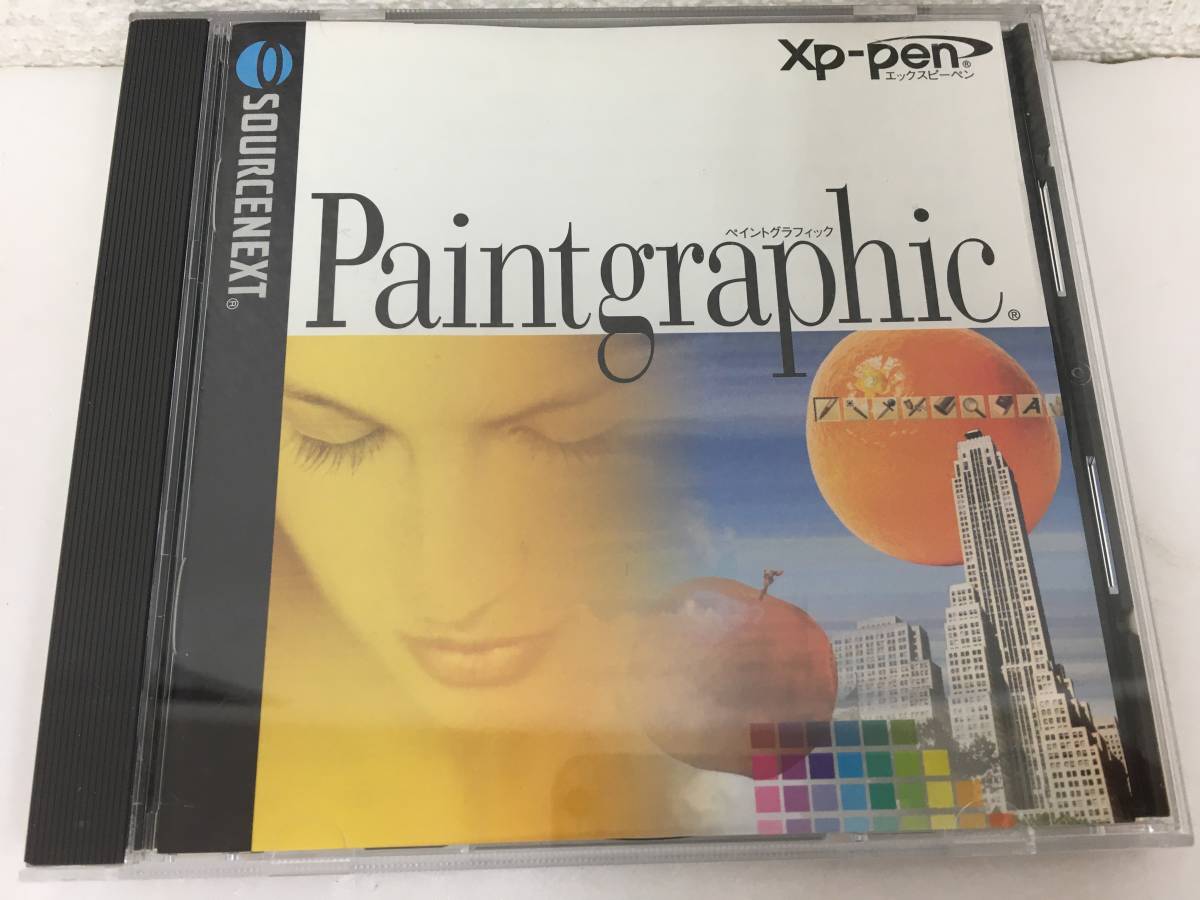 SOURCENEXT®
Xp-pen®
エックスピーペン
ペイントグラフィック
Paintgraphic®
A